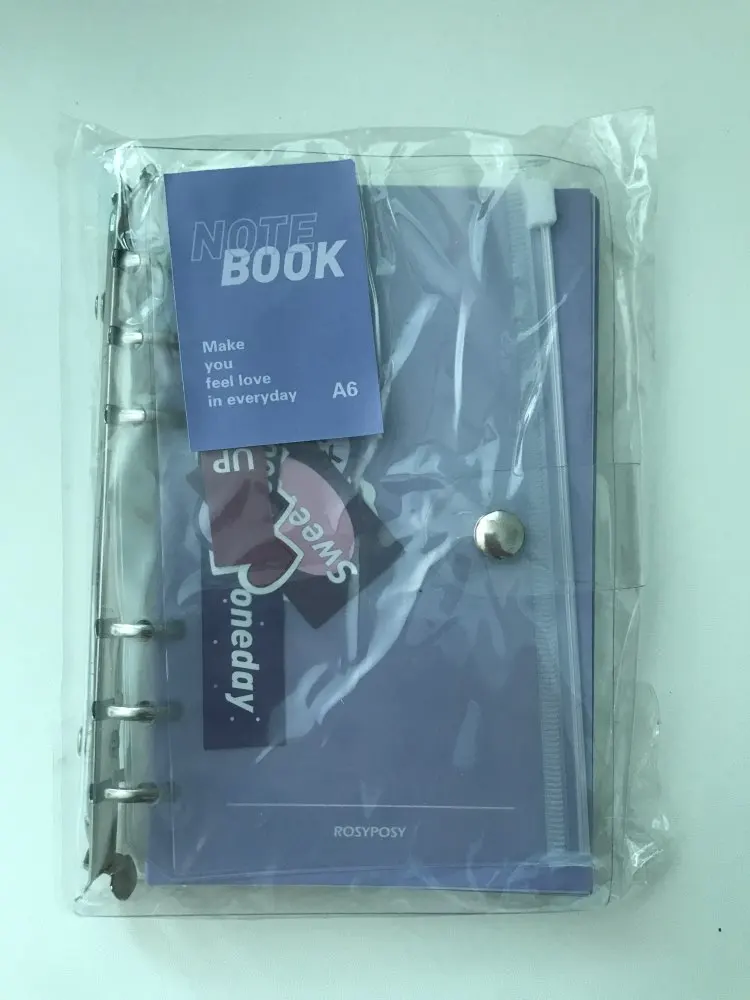 NOTE
BOOK
Make
you
feel love
in everyday
A6
UP
Sweet
oneday
ROSYPOSY